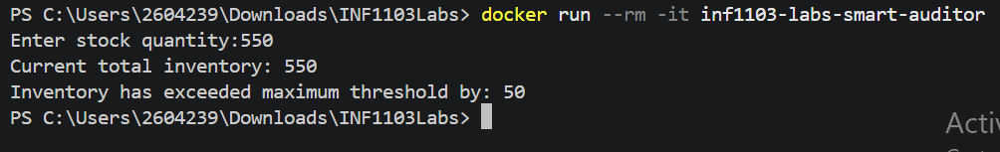 PS C:\Users\2604239\Downloads\INF1103Labs> docker run --rm -it inf1103-labs-smart-auditor
Enter stock quantity:550
Current total inventory: 550
Inventory has exceeded maximum threshold by: 50
PS C:\Users\2604239\Downloads\INF1103Labs>